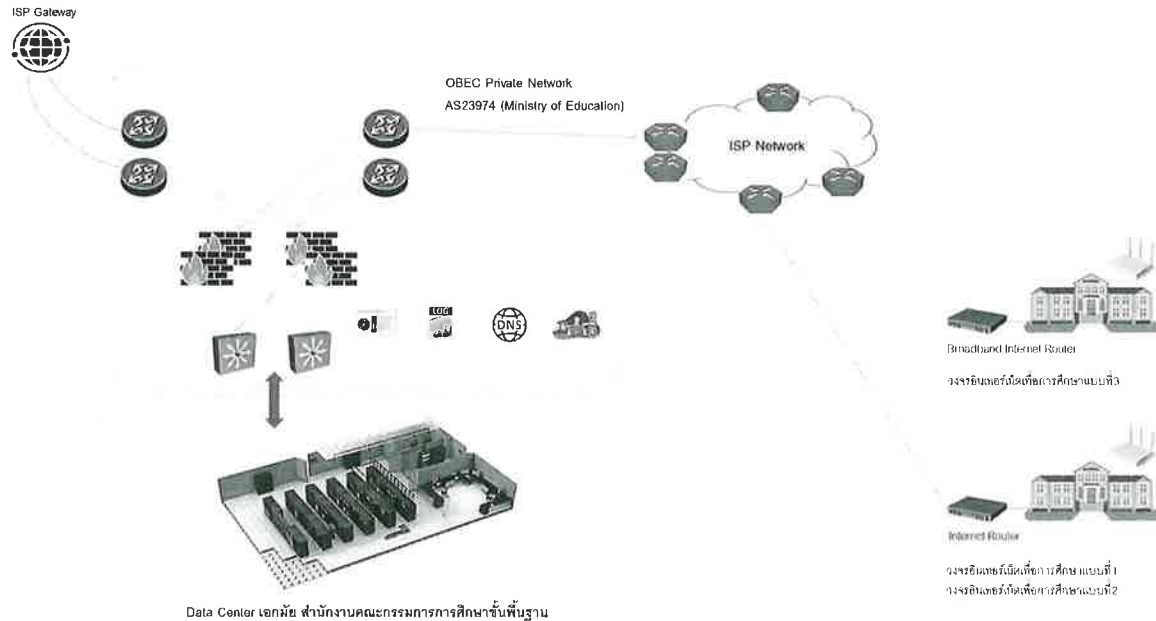 ISP Gateway
OBEC Private Network
AS23974 (Ministry of Education)
ISP Network
LOG
DNS
Broadband Internet Router
วงจรอินเทอร์เน็ตเพื่อการศึกษาแบบที่3
Internet Router
วงจรอินเทอร์เน็ตเพื่อการศึกษาแบบที่1
วงจรอินเทอร์เน็ตเพื่อการศึกษาแบบที่2
Data Center เอกมัย สำนักงานคณะกรรมการการศึกษาขั้นพื้นฐาน